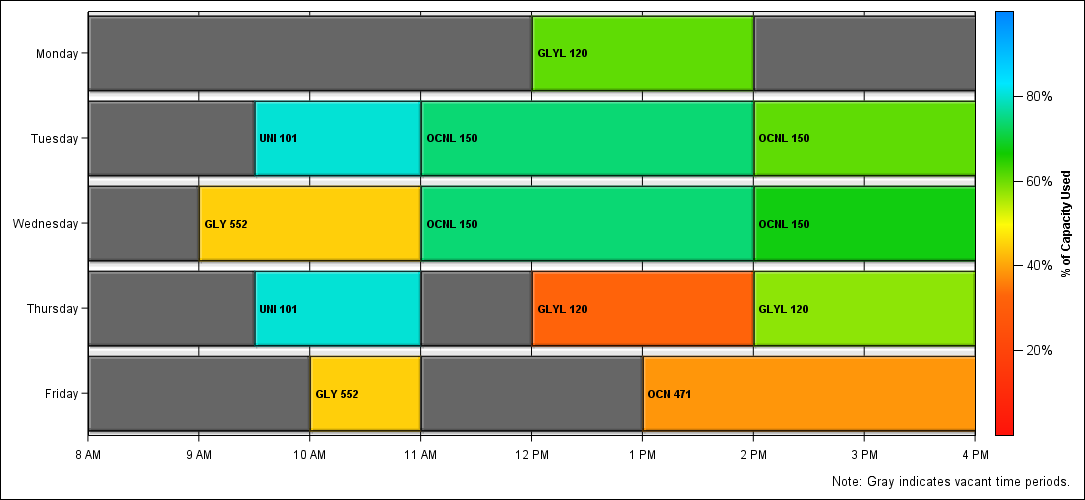 Monday
GLYL 120
Tuesday
UNI 101
OCNL 150
OCNL 150
Wednesday
GLY 552
OCNL 150
OCNL 150
Thursday
UNI 101
GLYL 120
GLYL 120
Friday
GLY 552
OCN 471
8 AM 9 AM 10 AM 11 AM 12 PM 1 PM 2 PM 3 PM 4 PM
80%
60%
40%
20%
% of Capacity Used
Note: Gray indicates vacant time periods.